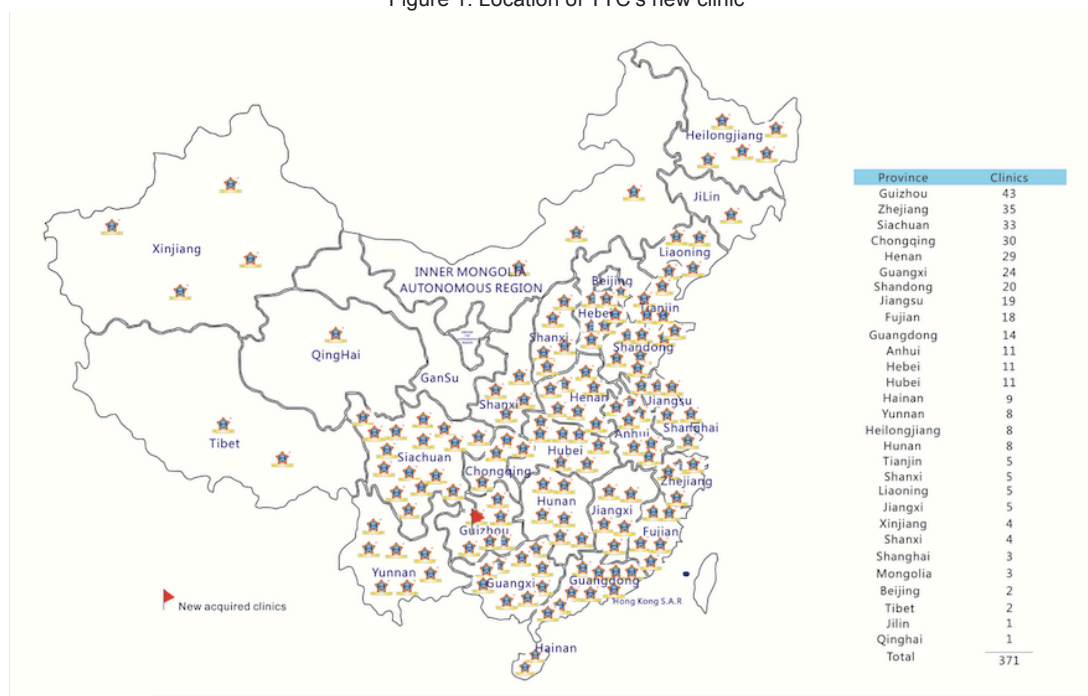 Location of new clinic
Heilongjiang
JiLin
Liaoning
Xinjiang
INNER MONGOLIA
AUTONOMOUS REGION
Beijing
Tianjin
Hebei
Shanxi
Shandong
QingHai
GanSu
Shanxi
Henan
Jiangsu
Shanghai
Anhui
Tibet
Siachuan
Hubei
Chongqing
Zhejiang
Hunan
Jiangxi
Guizhou
Fujian
Yunnan
Guangxi
Guangdong
Hong Kong S.A.R
Hainan
New acquired clinics
Province Clinics
Guizhou 43
Zhejiang 35
Siachuan 33
Chongqing 30
Henan 29
Guangxi 24
Shandong 20
Jiangsu 19
Fujian 18
Guangdong 14
Anhui 11
Hebei 11
Hubei 11
Hainan 9
Yunnan 8
Heilongjiang 8
Hunan 8
Tianjin 5
Shanxi 5
Liaoning 5
Jiangxi 5
Xinjiang 4
Shanxi 4
Shanghai 3
Mongolia 3
Beijing 2
Tibet 2
Jilin 1
Qinghai 1
Total 371